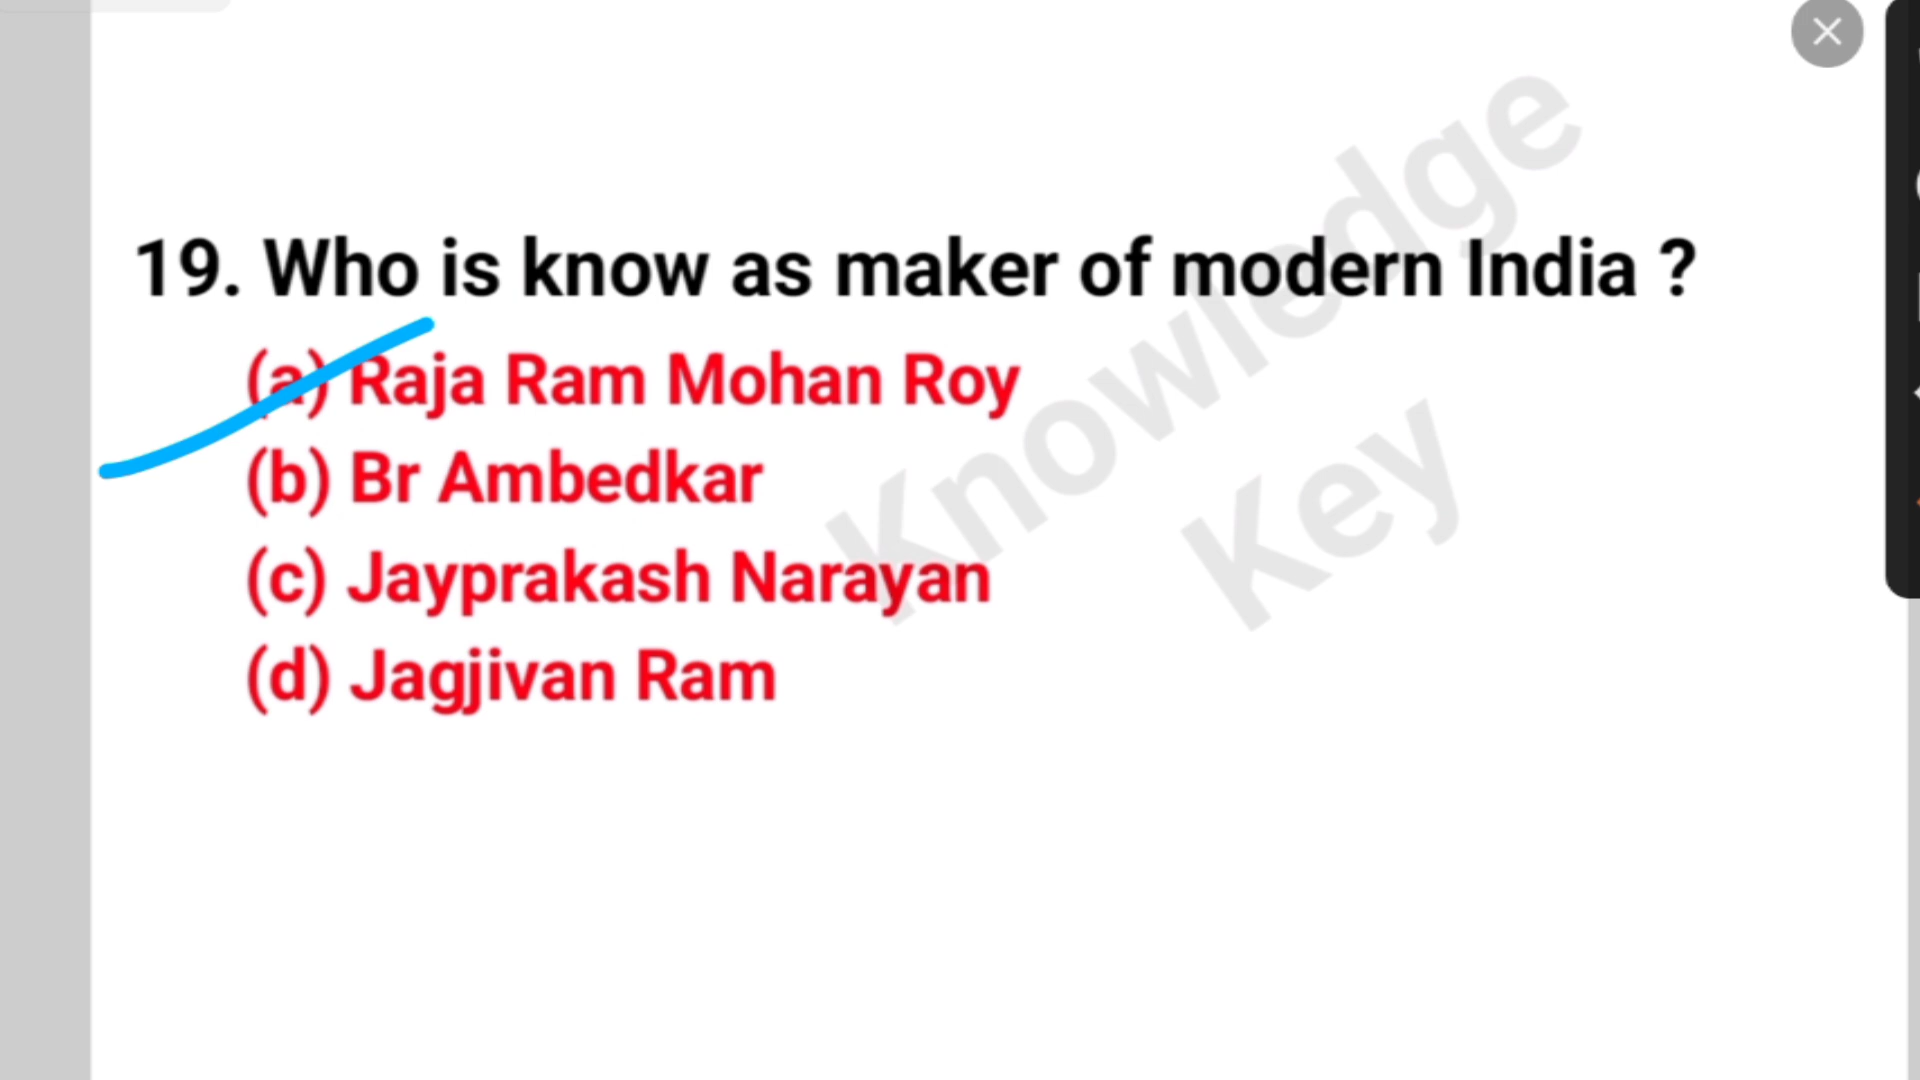 19. Who is know as maker of modern India ?
(a) Raja Ram Mohan Roy
(b) Br Ambedkar
(c) Jayprakash Narayan
(d) Jagjivan Ram
Knowledge
Key